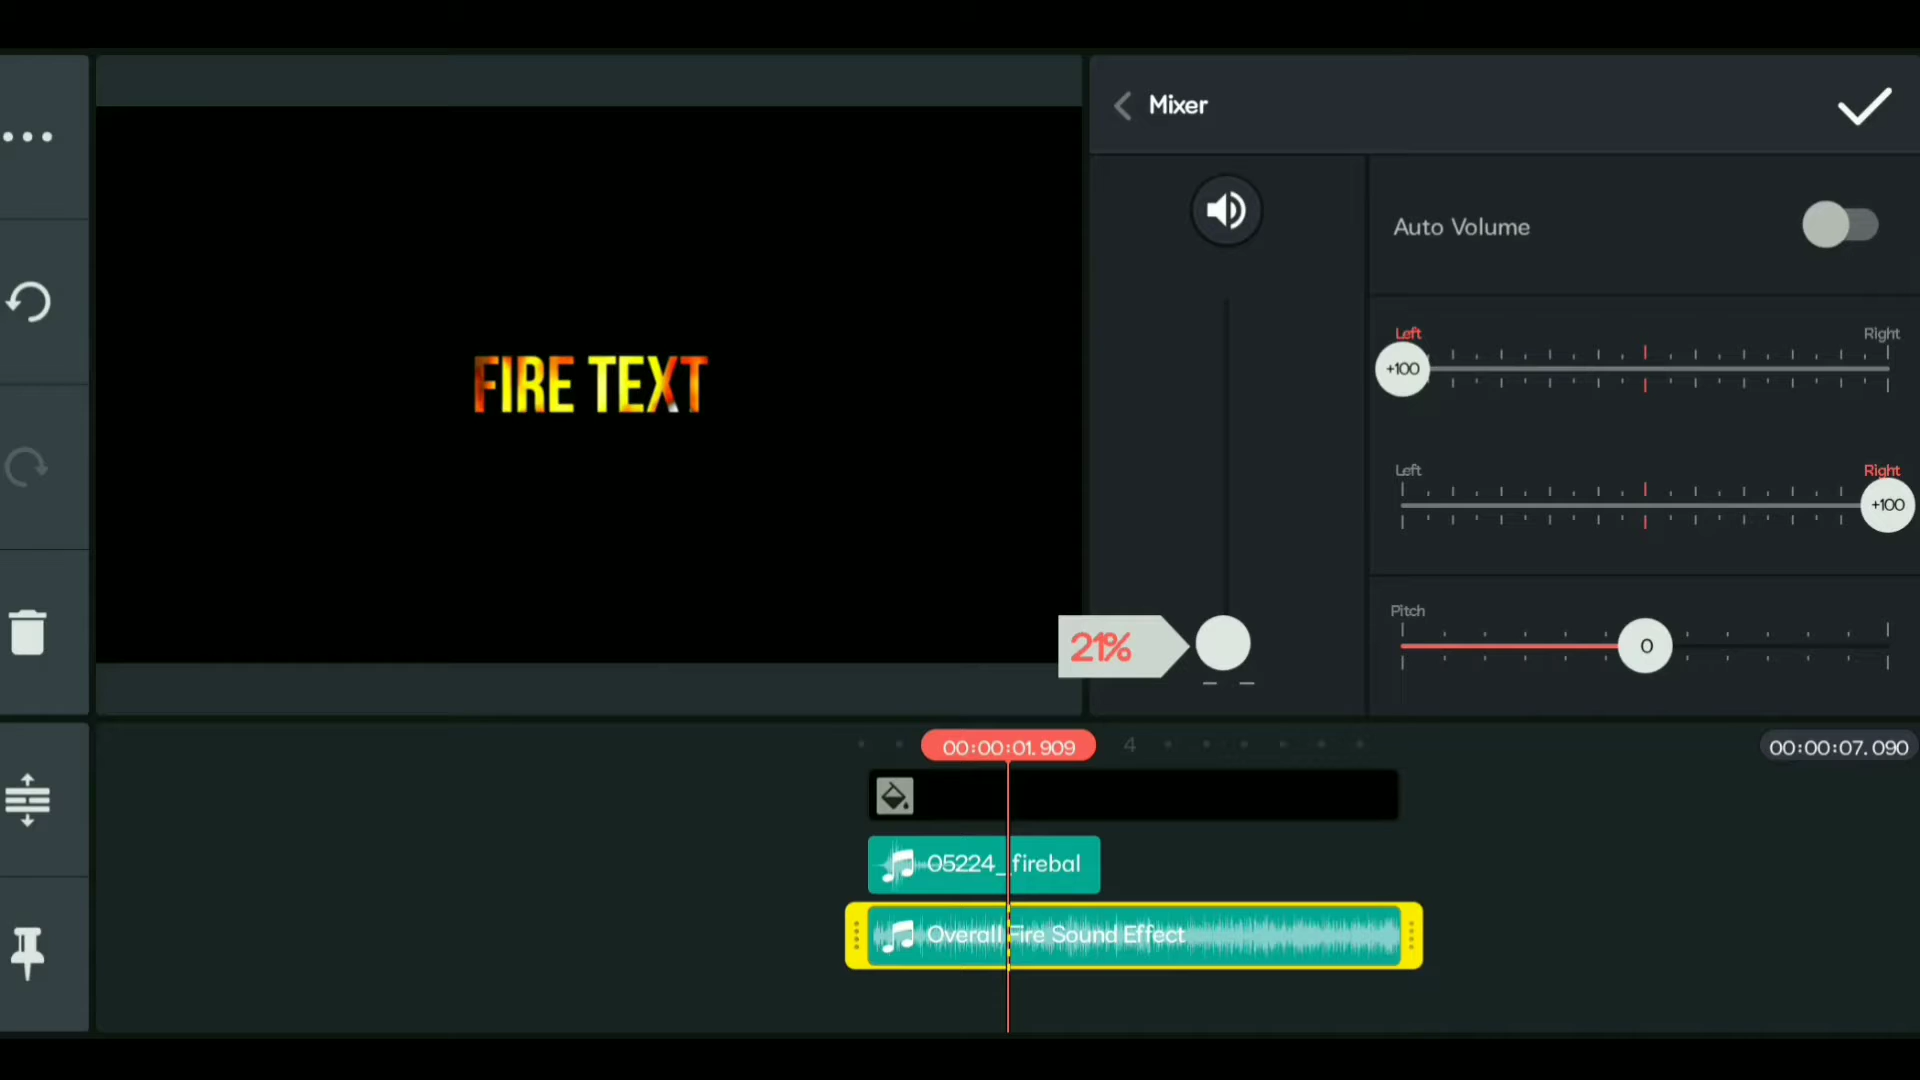 Mixer
Auto Volume
Left
Right
+100
Left
Right
+100
Pitch
0
21%
FIRE TEXT
00:00:01.909
4
00:00:07.090
05224_firebal
Overall Fire Sound Effect